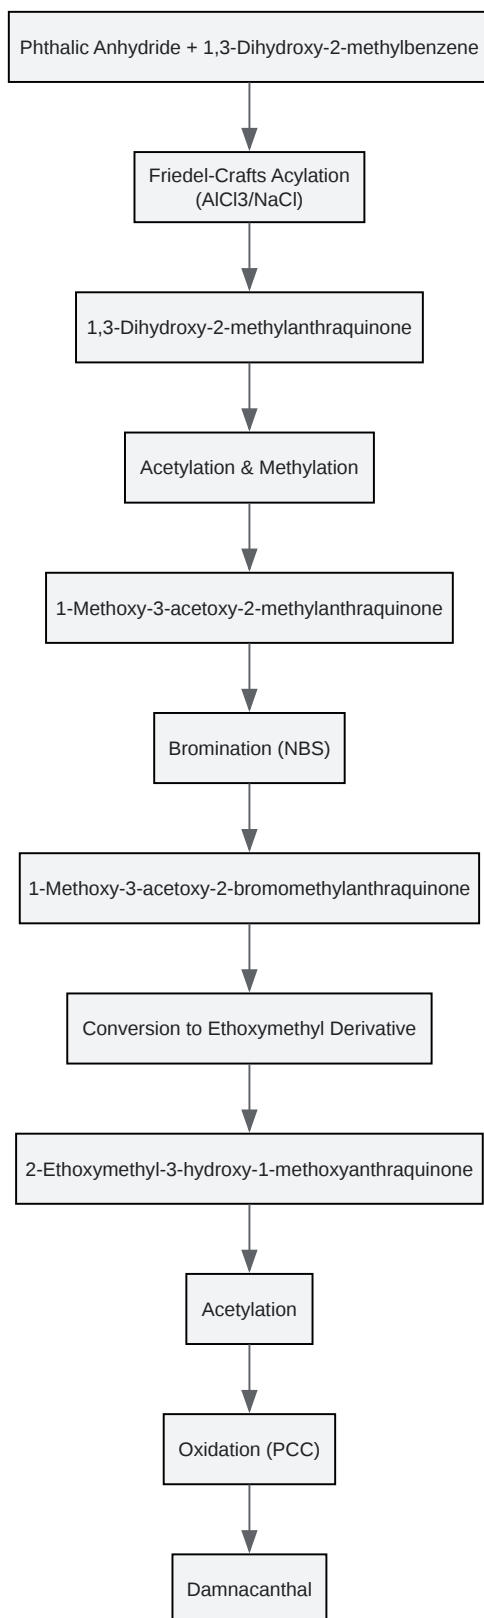 Phthalic Anhydride + 1,3-Dihydroxy-2-methylbenzene
Friedel-Crafts Acylation
(AlCl3/NaCl)
1,3-Dihydroxy-2-methylanthraquinone
Acetylation & Methylation
1-Methoxy-3-acetoxy-2-methylanthraquinone
Bromination (NBS)
1-Methoxy-3-acetoxy-2-bromomethylanthraquinone
Conversion to Ethoxymethyl Derivative
2-Ethoxymethyl-3-hydroxy-1-methoxyanthraquinone
Acetylation
Oxidation (PCC)
Damnacanthal